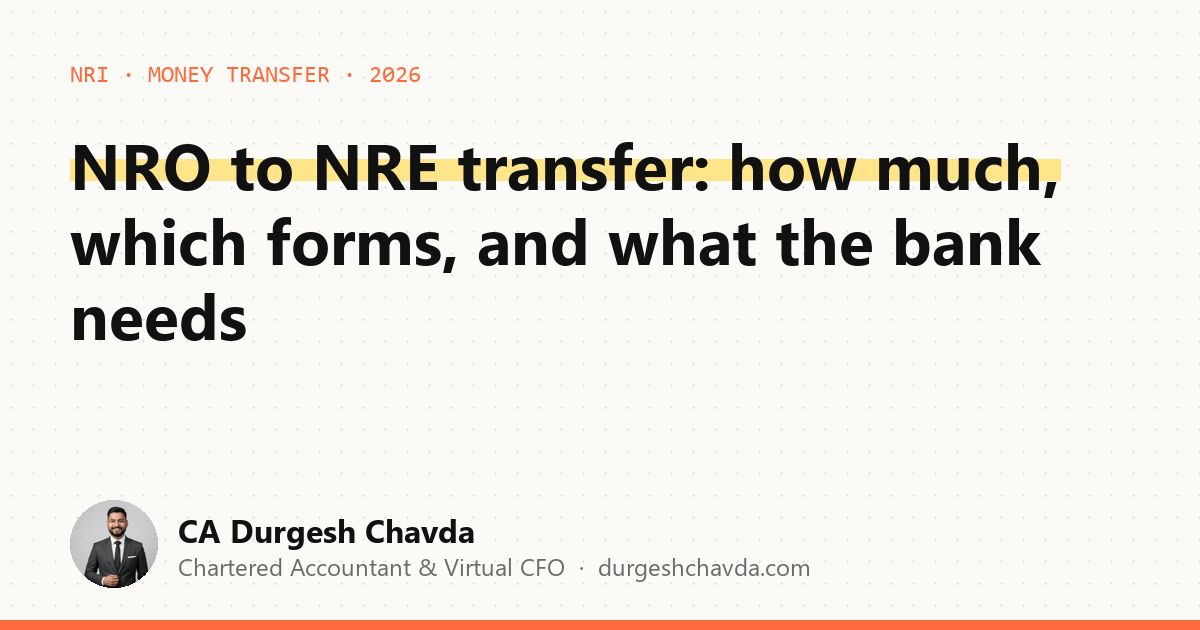 NRI · MONEY TRANSFER · 2026
NRO to NRE transfer: how much,
which forms, and what the bank
needs
CA Durgesh Chavda
Chartered Accountant & Virtual CFO · durgeshchavda.com